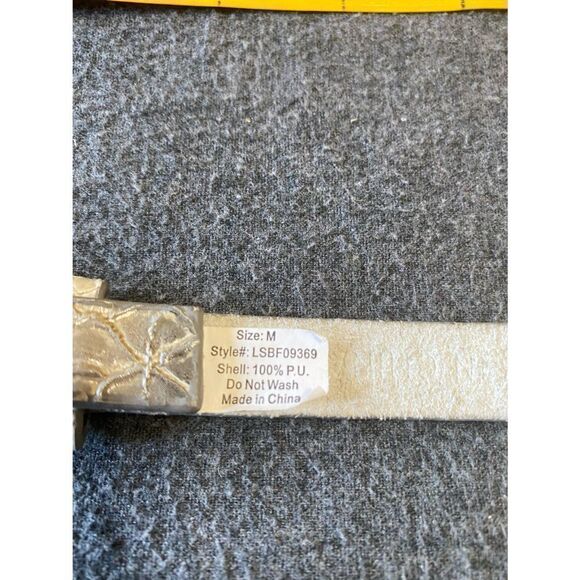 Size: M
Style#: LSBF09369
Shell: 100% P.U.
Do Not Wash
Made in China